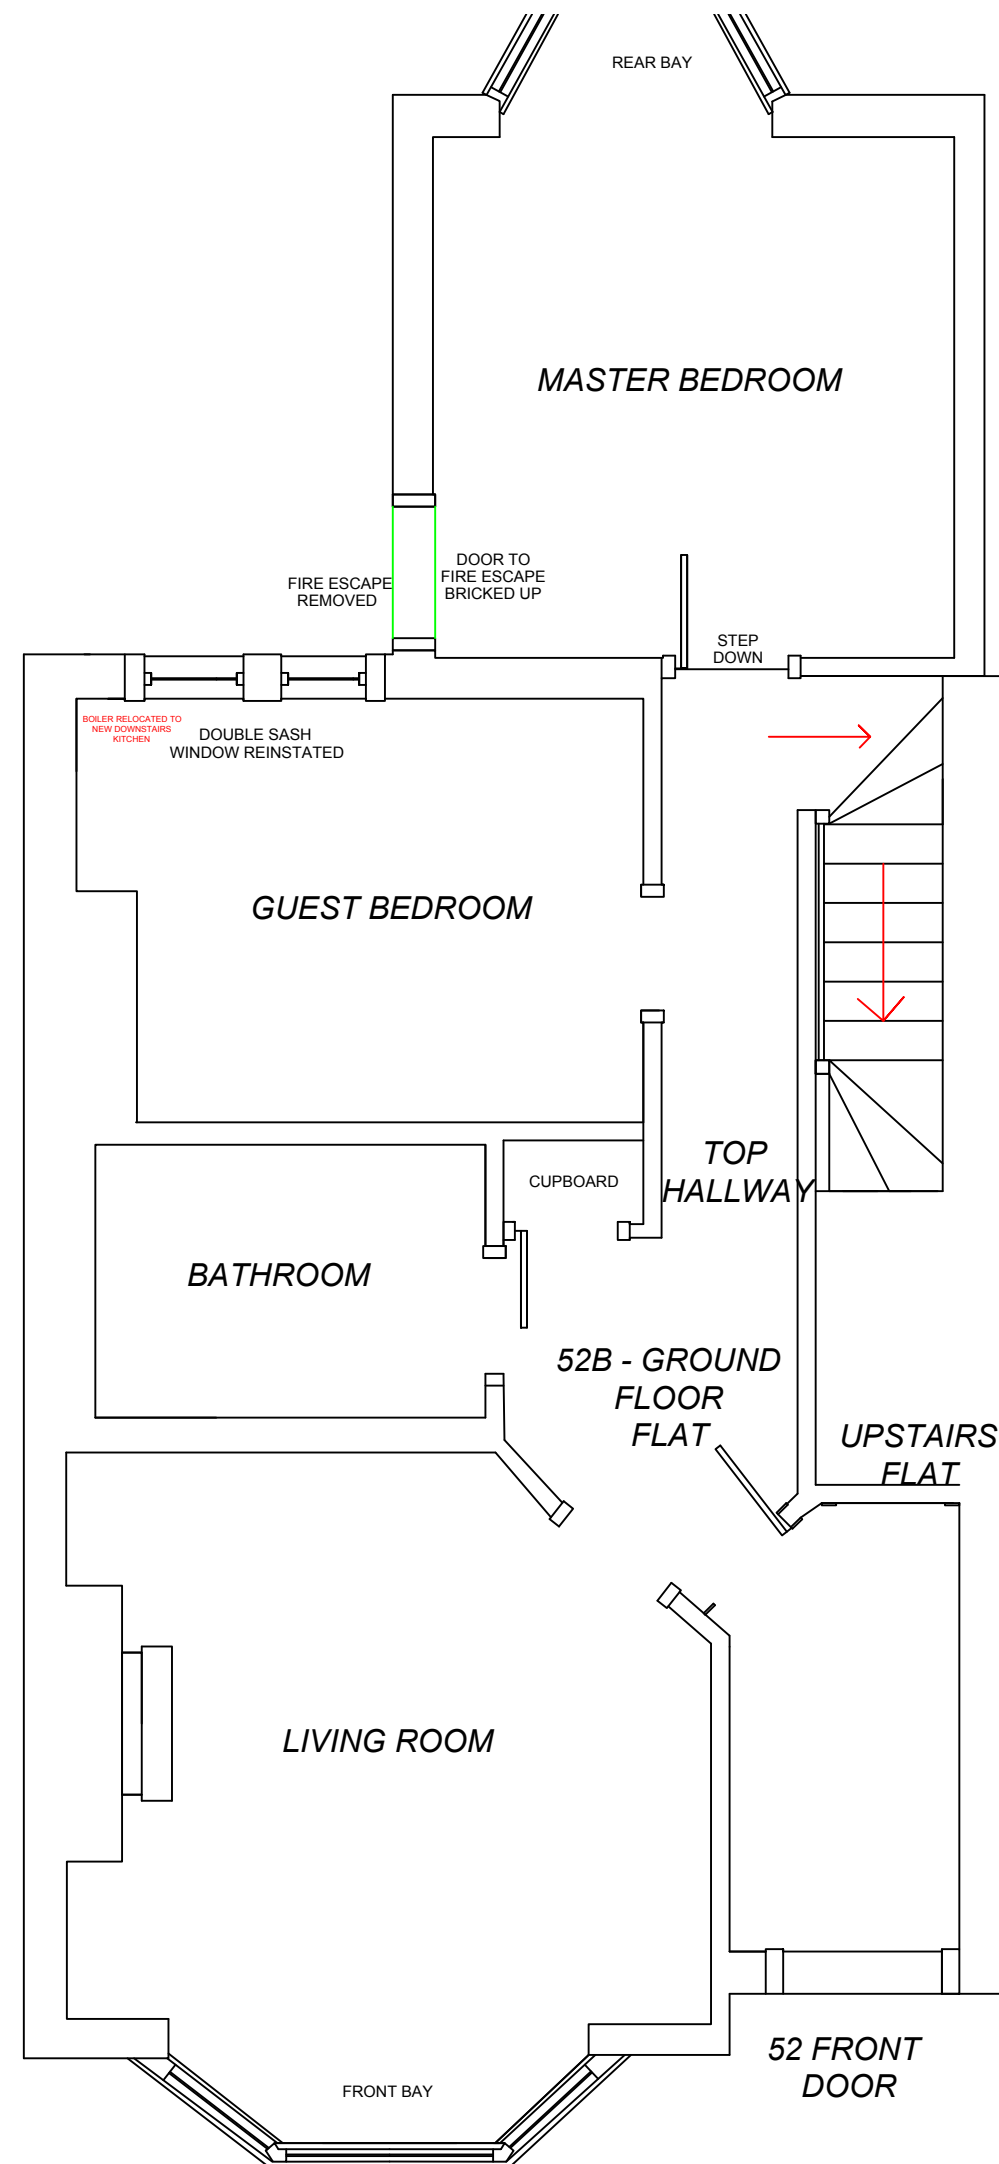 REAR BAY
MASTER BEDROOM
DOOR TO
FIRE ESCAPE
BRICKED UP
FIRE ESCAPE
REMOVED
STEP
DOWN
BOILER RELOCATED TO
NEW DOWNSTAIRS
KITCHEN
DOUBLE SASH
WINDOW REINSTATED
GUEST BEDROOM
TOP
HALLWAY
CUPBOARD
BATHROOM
52B - GROUND
FLOOR
FLAT
UPSTAIRS
FLAT
LIVING ROOM
52 FRONT
DOOR
FRONT BAY